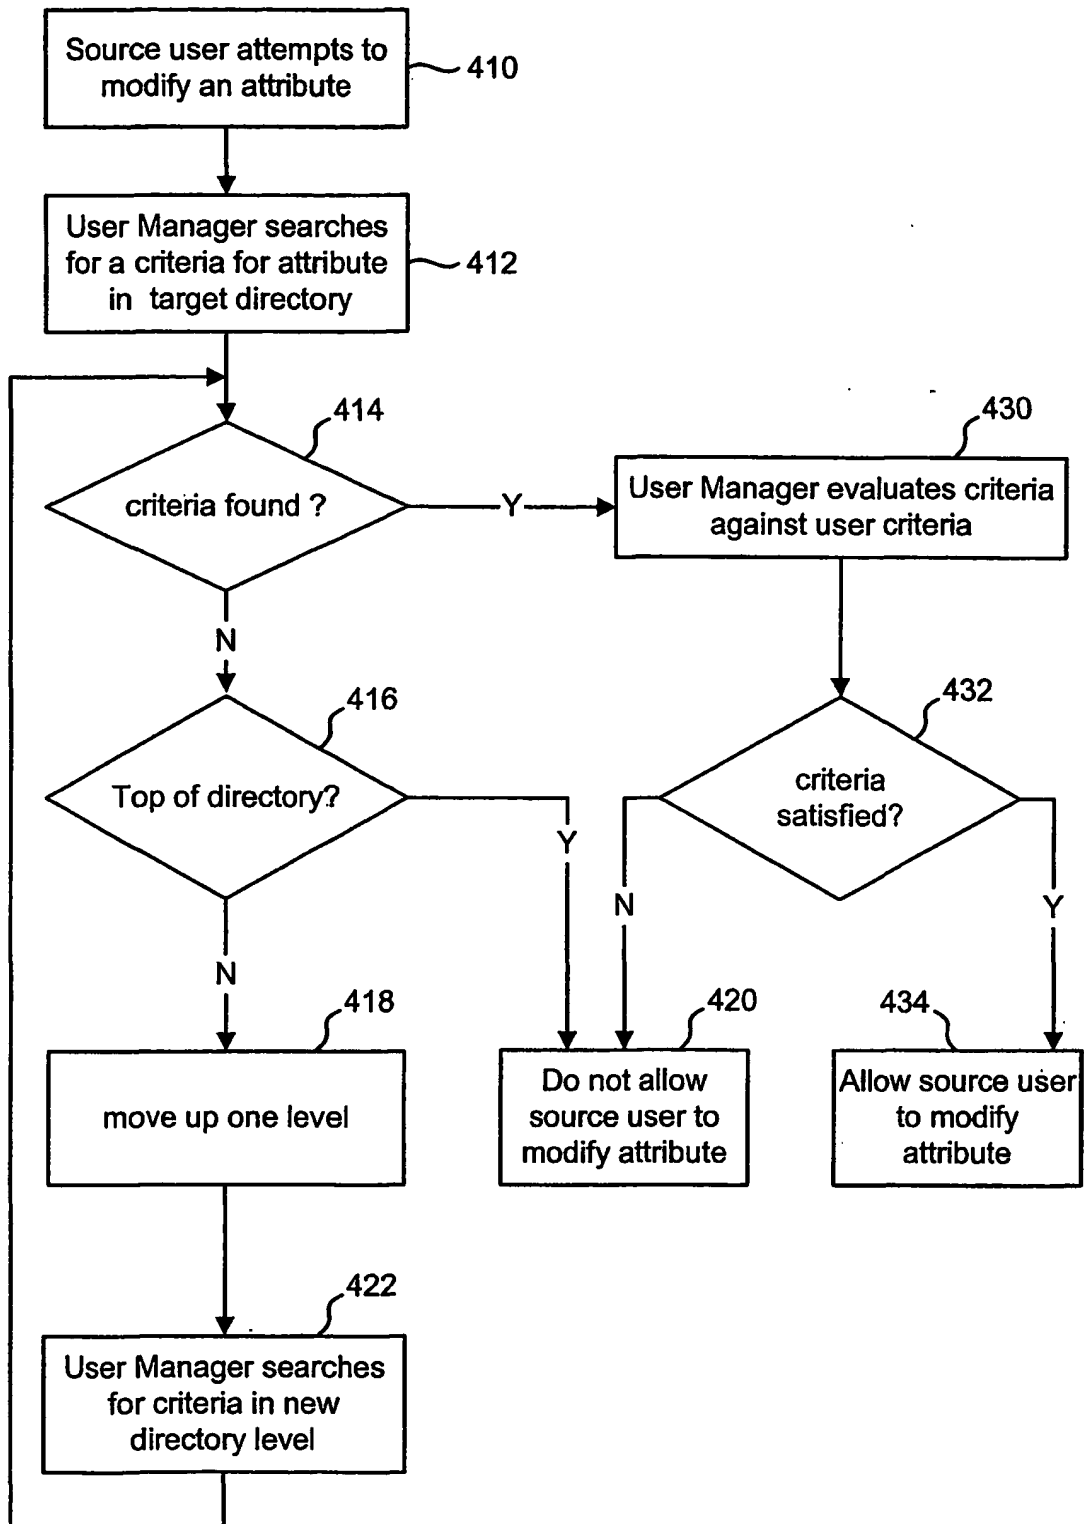 Source user attempts to
modify an attribute
410
User Manager searches
for a criteria for attribute
in target directory
412
414
criteria found ?
Y
430
User Manager evaluates criteria
against user criteria
N
416
Top of directory?
Y
432
criteria
satisfied?
N
Y
N
418
move up one level
420
Do not allow
source user to
modify attribute
434
Allow source user
to modify
attribute
422
User Manager searches
for criteria in new
directory level